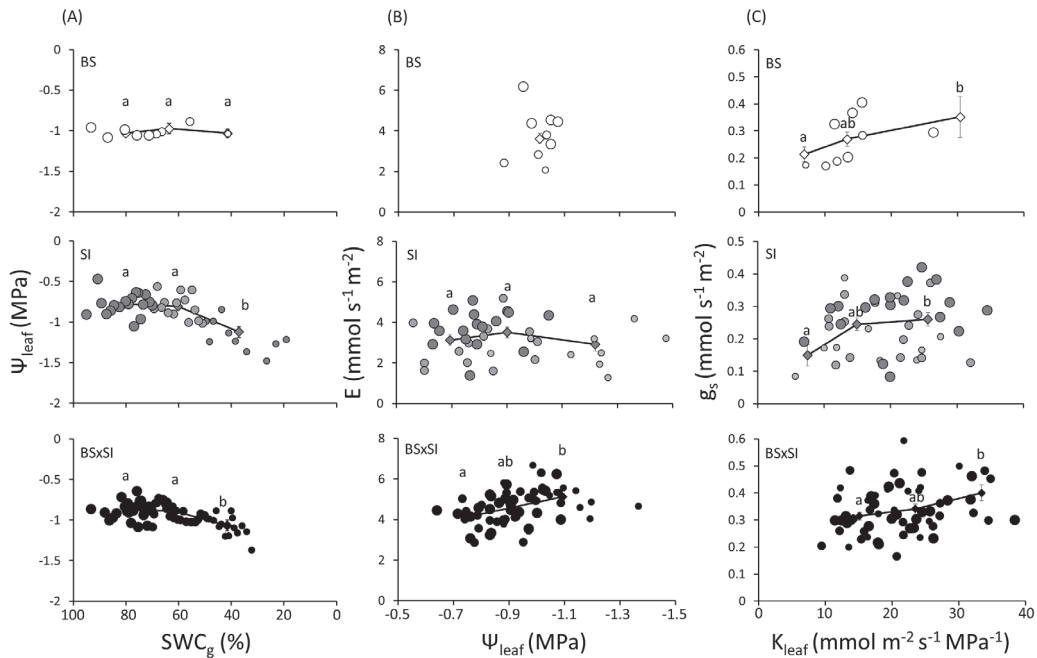 (A) (B) (C)
0 8 0.6
BS BS BS
-0.5 6 0.5
a a a b
0.4
-1 4 0.3 a ab
-1.5 2 0.2
0.1
-2 0 0
0 8 0.5
SI SI SI
-0.5 a a b 6 a a a 0.4 a ab b
-1 4 0.3
0.2
-1.5 2 0.1
-2 0 0
Ψleaf (MPa)
E (mmol s⁻¹ m⁻²)
gs (mmol s⁻¹ m⁻²)
0 8 0.6
BSxSI BSxSI BSxSI
-0.5 a a b 6 a ab b 0.5 a ab b
0.4
-1 4 0.3
-1.5 2 0.2
0.1
-2 0 0
100 80 60 40 20 0 -0.5 -0.7 -0.9 -1.1 -1.3 -1.5 0 10 20 30 40
SWCg (%) Ψleaf (MPa) Kleaf (mmol m⁻² s⁻¹ MPa⁻¹)